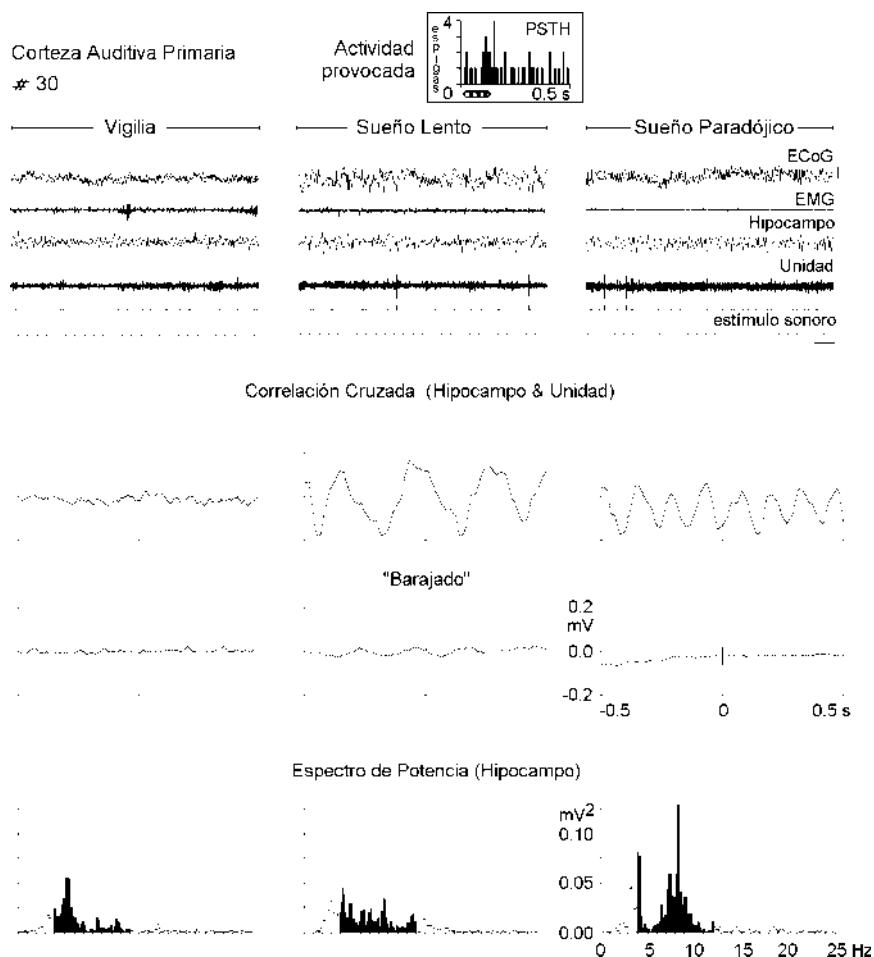 Corteza Auditiva Primaria
# 30
Actividad
provocada
4
espigas
PSTH
0
0.5 s
Vigilia
Sueño Lento
Sueño Paradójico
ECoG
EMG
Hipocampo
Unidad
estímulo sonoro
Correlación Cruzada (Hipocampo & Unidad)
"Barajado"
0.2
mV
0.0
-0.2
-0.5 0 0.5 s
Espectro de Potencia (Hipocampo)
mV2
0.10
0.05
0.00
0 5 10 15 20 25 Hz